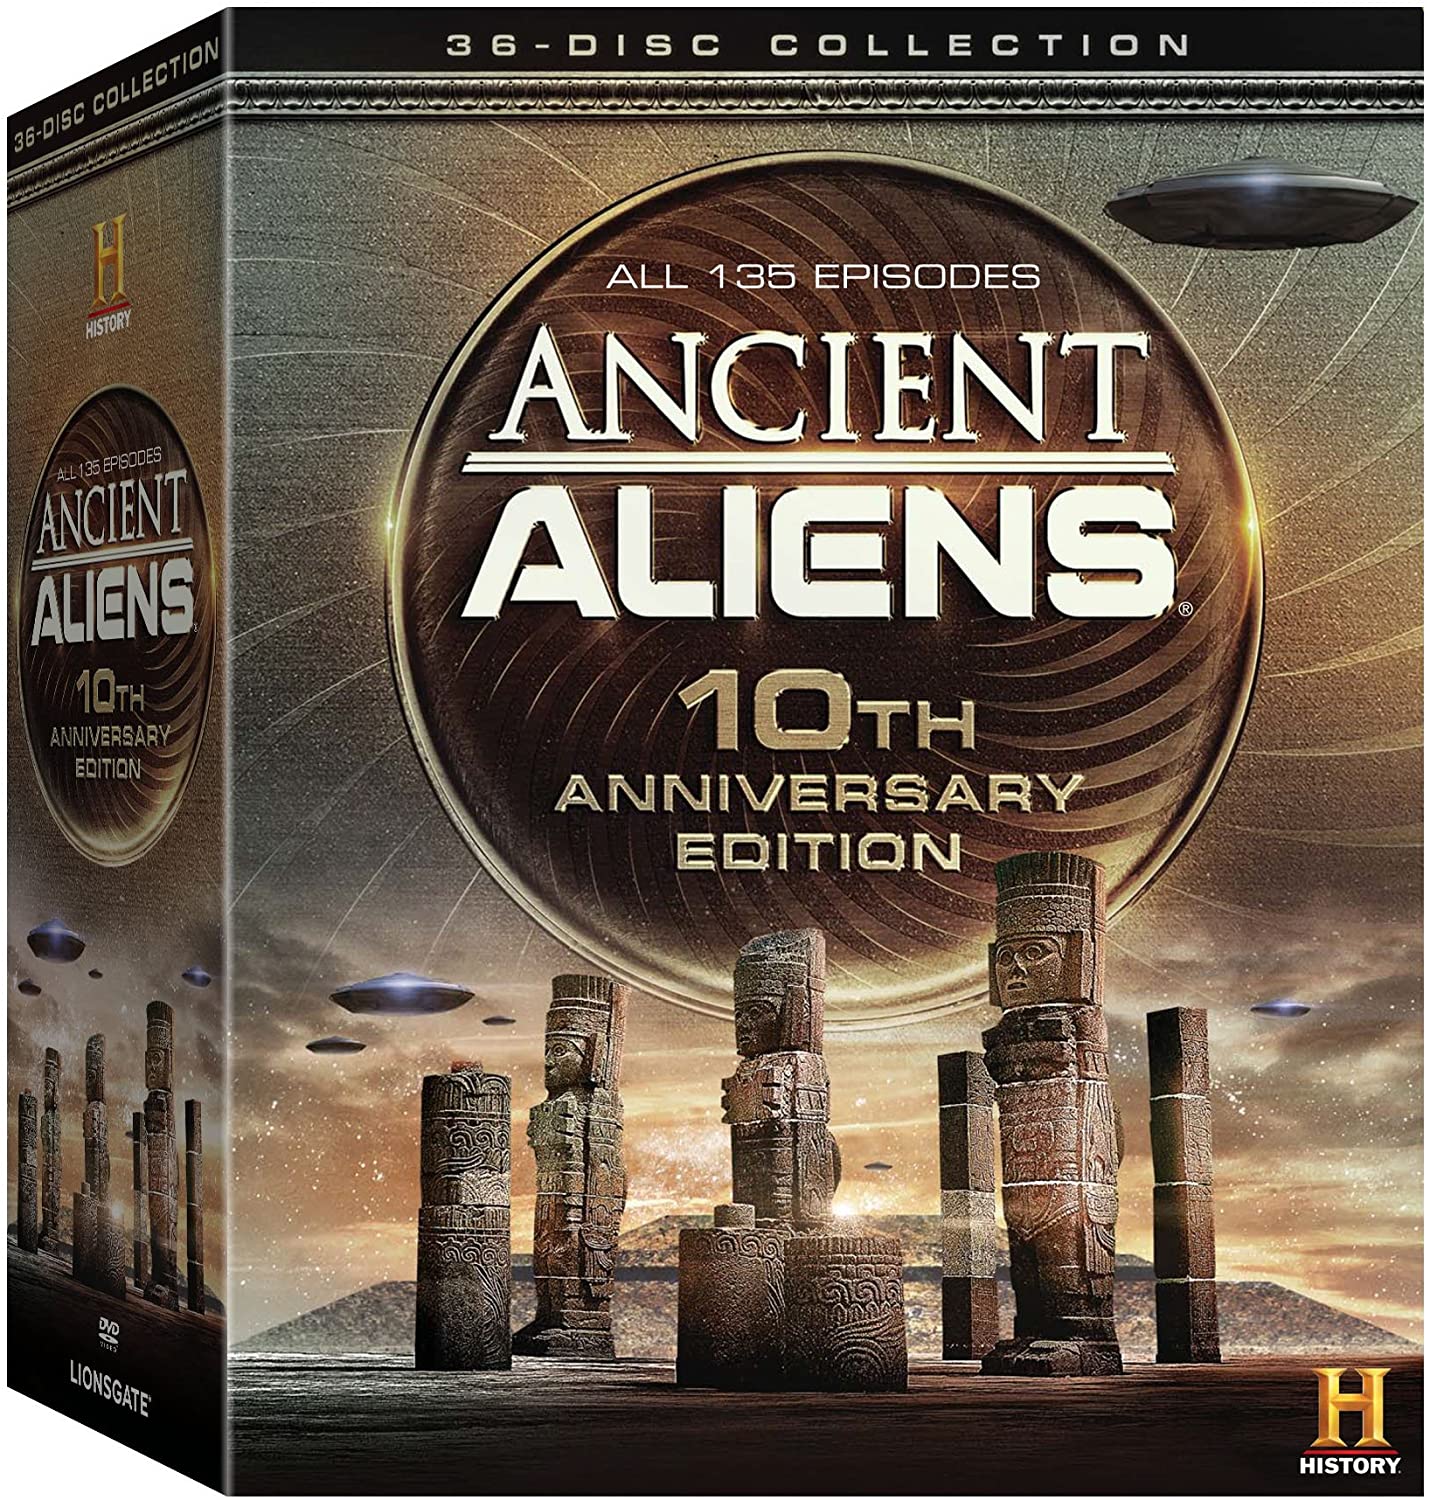 36-DISC COLLECTION
ALL 135 EPISODES
ANCIENT
ALIENS®
10TH
ANNIVERSARY
EDITION
H
HISTORY.
36-DISC COLLECTION
H
HISTORY
ALL 135 EPISODES
ANCIENT
ALIENS
10TH
ANNIVERSARY
EDITION
DVD
VIDEO
LIONSGATE®